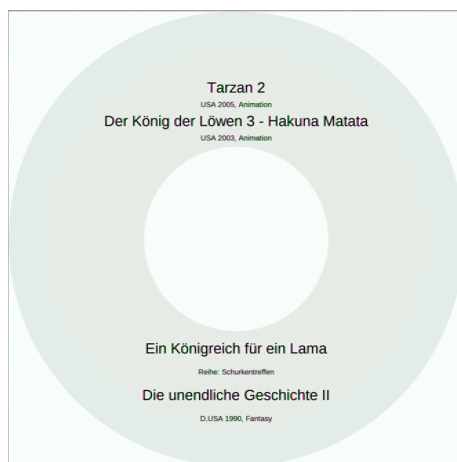 Tarzan 2
USA 2005, Animation
Der König der Löwen 3 - Hakuna Matata
USA 2003, Animation
Ein Königreich für ein Lama
Reihe: Schurkentreffen
Die unendliche Geschichte II
D,USA 1990, Fantasy